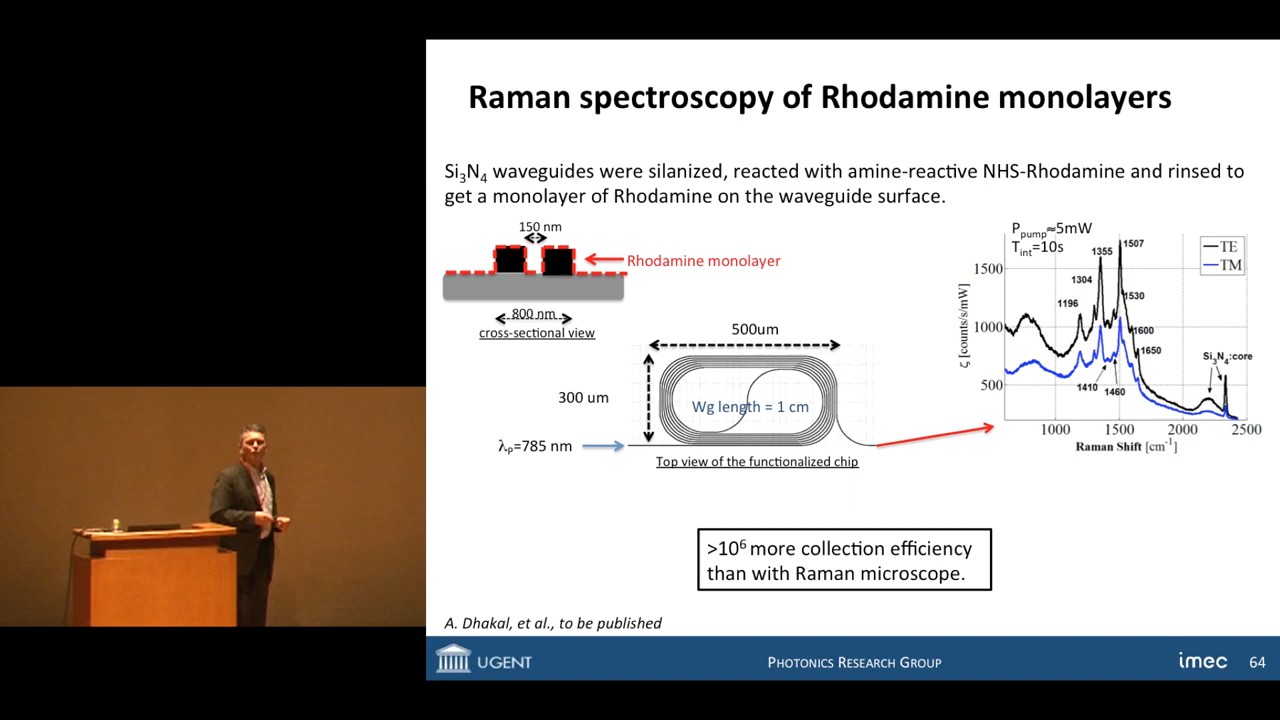 Raman spectroscopy of Rhodamine monolayers
Si3N4 waveguides were silanized, reacted with amine-reactive NHS-Rhodamine and rinsed to
get a monolayer of Rhodamine on the waveguide surface.
150 nm
Rhodamine monolayer
800 nm
cross-sectional view
500um
300 um
Wg length = 1 cm
λP=785 nm
Top view of the functionalized chip
Ppump≈5mW
Tint=10s
TE
TM
1507
1355
1304
1196
1530
1600
1650
1410
1460
Si3N4:core
ζ [counts/s/mW]
1500
1000
500
1000 1500 2000 2500
Raman Shift [cm-1]
>10^6 more collection efficiency
than with Raman microscope.
A. Dhakal, et al., to be published
UGENT
PHOTONICS RESEARCH GROUP
imec
64